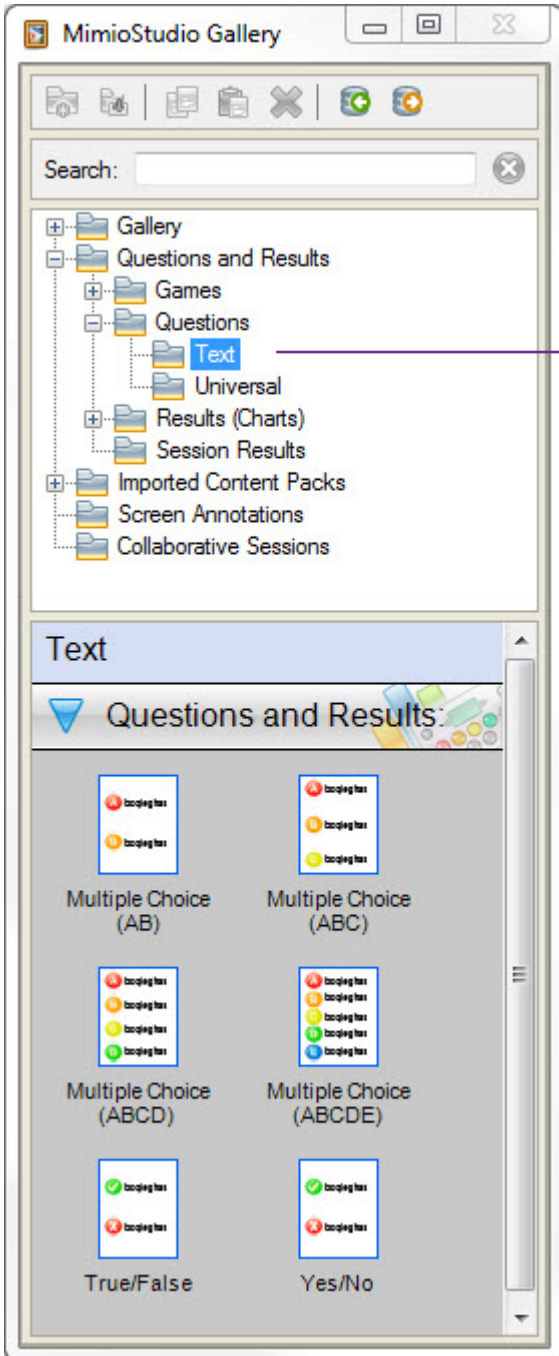 MimioStudio Gallery
Search:
Gallery
Questions and Results
Games
Questions
Text
Universal
Results (Charts)
Session Results
Imported Content Packs
Screen Annotations
Collaborative Sessions
Text
Questions and Results:
A
B
A
B
C
Multiple Choice
(AB)
Multiple Choice
(ABC)
A
B
C
D
A
B
C
D
E
Multiple Choice
(ABCD)
Multiple Choice
(ABCDE)
True/False
Yes/No